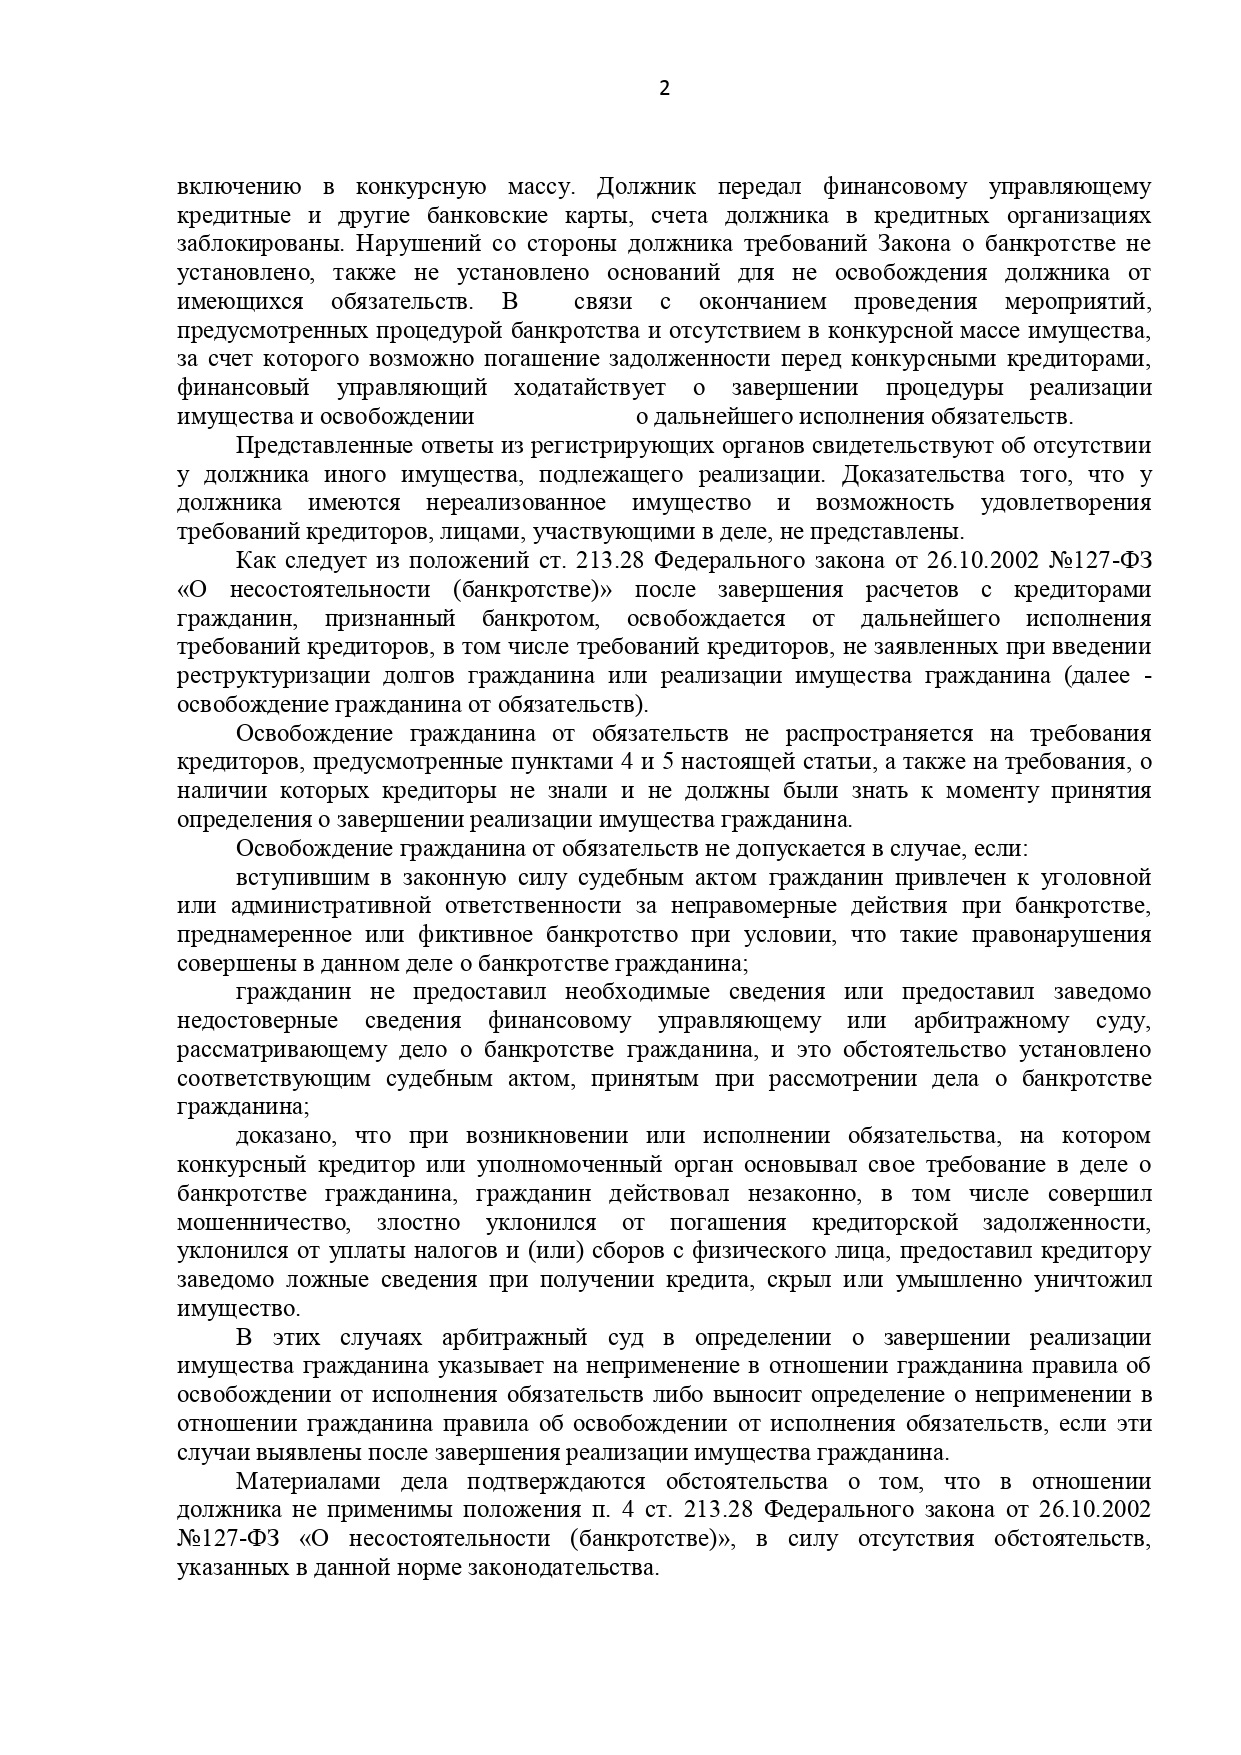 2
включению в конкурсную массу. Должник передал финансовому управляющему
кредитные и другие банковские карты, счета должника в кредитных организациях
заблокированы. Нарушений со стороны должника требований Закона о банкротстве не
установлено, также не установлено оснований для не освобождения должника от
имеющихся обязательств. В связи с окончанием проведения мероприятий,
предусмотренных процедурой банкротства и отсутствием в конкурсной массе имущества,
за счет которого возможно погашение задолженности перед конкурсными кредиторами,
финансовый управляющий ходатайствует о завершении процедуры реализации
имущества и освобождении о дальнейшего исполнения обязательств.
Представленные ответы из регистрирующих органов свидетельствуют об отсутствии
у должника иного имущества, подлежащего реализации. Доказательства того, что у
должника имеются нереализованное имущество и возможность удовлетворения
требований кредиторов, лицами, участвующими в деле, не представлены.
Как следует из положений ст. 213.28 Федерального закона от 26.10.2002 №127-ФЗ
«О несостоятельности (банкротстве)» после завершения расчетов с кредиторами
гражданин, признанный банкротом, освобождается от дальнейшего исполнения
требований кредиторов, в том числе требований кредиторов, не заявленных при введении
реструктуризации долгов гражданина или реализации имущества гражданина (далее -
освобождение гражданина от обязательств).
Освобождение гражданина от обязательств не распространяется на требования
кредиторов, предусмотренные пунктами 4 и 5 настоящей статьи, а также на требования, о
наличии которых кредиторы не знали и не должны были знать к моменту принятия
определения о завершении реализации имущества гражданина.
Освобождение гражданина от обязательств не допускается в случае, если:
вступившим в законную силу судебным актом гражданин привлечен к уголовной
или административной ответственности за неправомерные действия при банкротстве,
преднамеренное или фиктивное банкротство при условии, что такие правонарушения
совершены в данном деле о банкротстве гражданина;
гражданин не предоставил необходимые сведения или предоставил заведомо
недостоверные сведения финансовому управляющему или арбитражному суду,
рассматривающему дело о банкротстве гражданина, и это обстоятельство установлено
соответствующим судебным актом, принятым при рассмотрении дела о банкротстве
гражданина;
доказано, что при возникновении или исполнении обязательства, на котором
конкурсный кредитор или уполномоченный орган основывал свое требование в деле о
банкротстве гражданина, гражданин действовал незаконно, в том числе совершил
мошенничество, злостно уклонился от погашения кредиторской задолженности,
уклонился от уплаты налогов и (или) сборов с физического лица, предоставил кредитору
заведомо ложные сведения при получении кредита, скрыл или умышленно уничтожил
имущество.
В этих случаях арбитражный суд в определении о завершении реализации
имущества гражданина указывает на неприменение в отношении гражданина правила об
освобождении от исполнения обязательств либо выносит определение о неприменении в
отношении гражданина правила об освобождении от исполнения обязательств, если эти
случаи выявлены после завершения реализации имущества гражданина.
Материалами дела подтверждаются обстоятельства о том, что в отношении
должника не применимы положения п. 4 ст. 213.28 Федерального закона от 26.10.2002
№127-ФЗ «О несостоятельности (банкротстве)», в силу отсутствия обстоятельств,
указанных в данной норме законодательства.